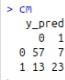 > cm
y_pred
0 1
0 57 7
1 13 23